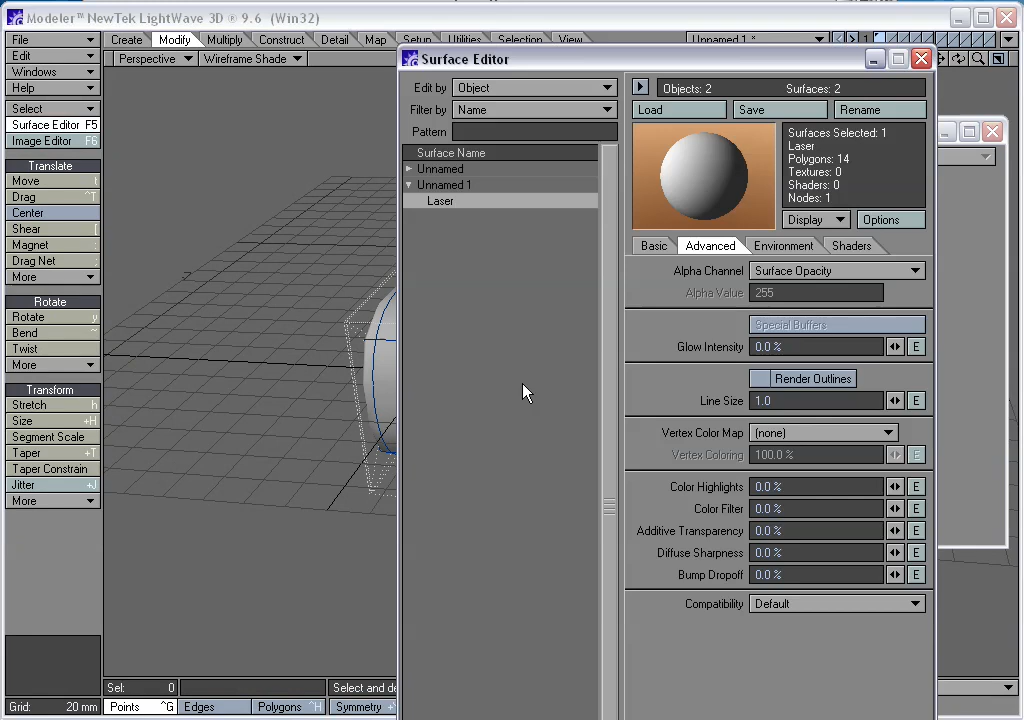 Modeler™ NewTek LightWave 3D ® 9.6 (Win32)
File
Edit
Windows
Help
Select
Surface Editor F5
Image Editor F6
Translate
Move t
Drag ^T
Center
Shear [
Magnet :
Drag Net ;
More
Rotate
Rotate y
Bend ~
Twist
More
Transform
Stretch h
Size +H
Segment Scale
Taper +T
Taper Constrain
Jitter +J
More
Grid: 20 mm
Create Modify Multiply Construct Detail Map Setup Utilities Selection View Unnamed 1 * 1
Perspective Wireframe Shade
Surface Editor
Edit by Object
Filter by Name
Pattern
Surface Name
Unnamed
Unnamed 1
Laser
Objects: 2 Surfaces: 2
Load Save Rename
Surfaces Selected: 1
Laser
Polygons: 14
Textures: 0
Shaders: 0
Nodes: 1
Display Options
Basic Advanced Environment Shaders
Alpha Channel Surface Opacity
Alpha Value 255
Special Buffers
Glow Intensity 0.0 % E
Render Outlines
Line Size 1.0 E
Vertex Color Map (none)
Vertex Coloring 100.0 % E
Color Highlights 0.0 % E
Color Filter 0.0 % E
Additive Transparency 0.0 % E
Diffuse Sharpness 0.0 % E
Bump Dropoff 0.0 % E
Compatibility Default
Sel: 0
Select and de
Points ^G Edges Polygons ^H Symmetry